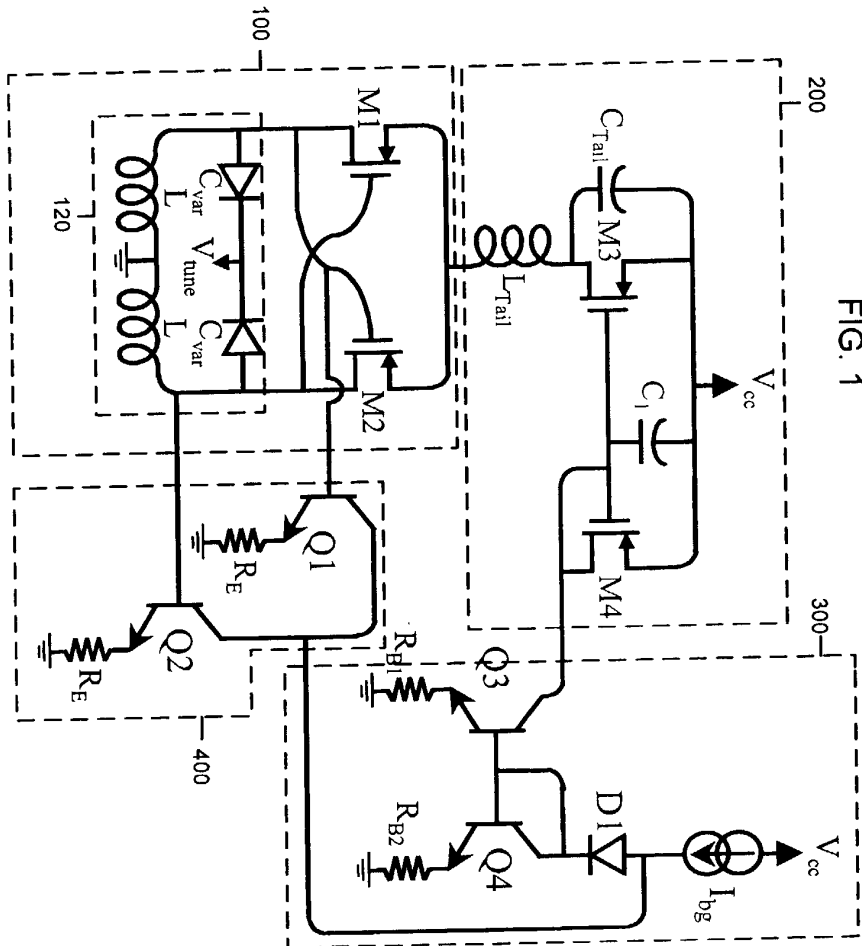 FIG. 1
100
200
300
400
120
V_cc
C_Tail
M3
C_1
M4
L_Tail
M1
M2
C_var
V_tune
C_var
L
L
Q1
R_E
Q2
R_E
Q3
R_B1
Q4
R_B2
D1
I_bg
V_cc